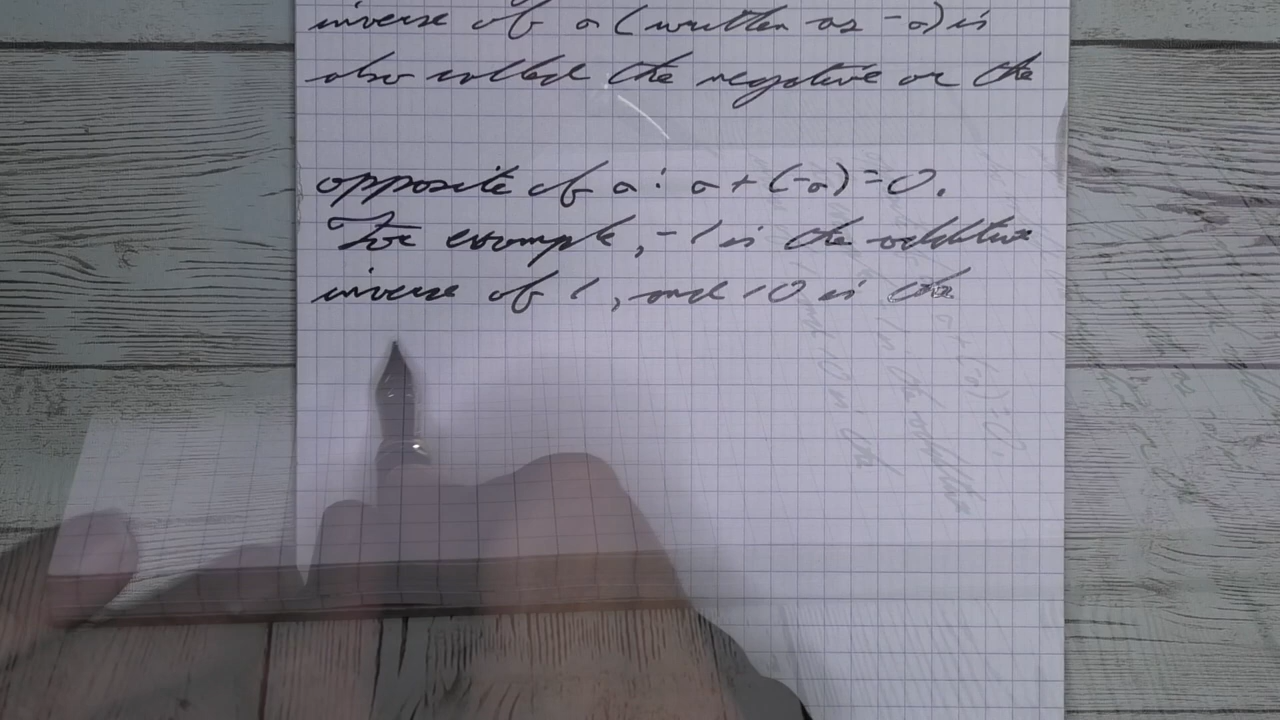 inverse of a (written as -a) is
also called the negative or the
opposite of a: a + (-a) = 0.
For example, -1 is the additive
inverse of 1, and 10 is the